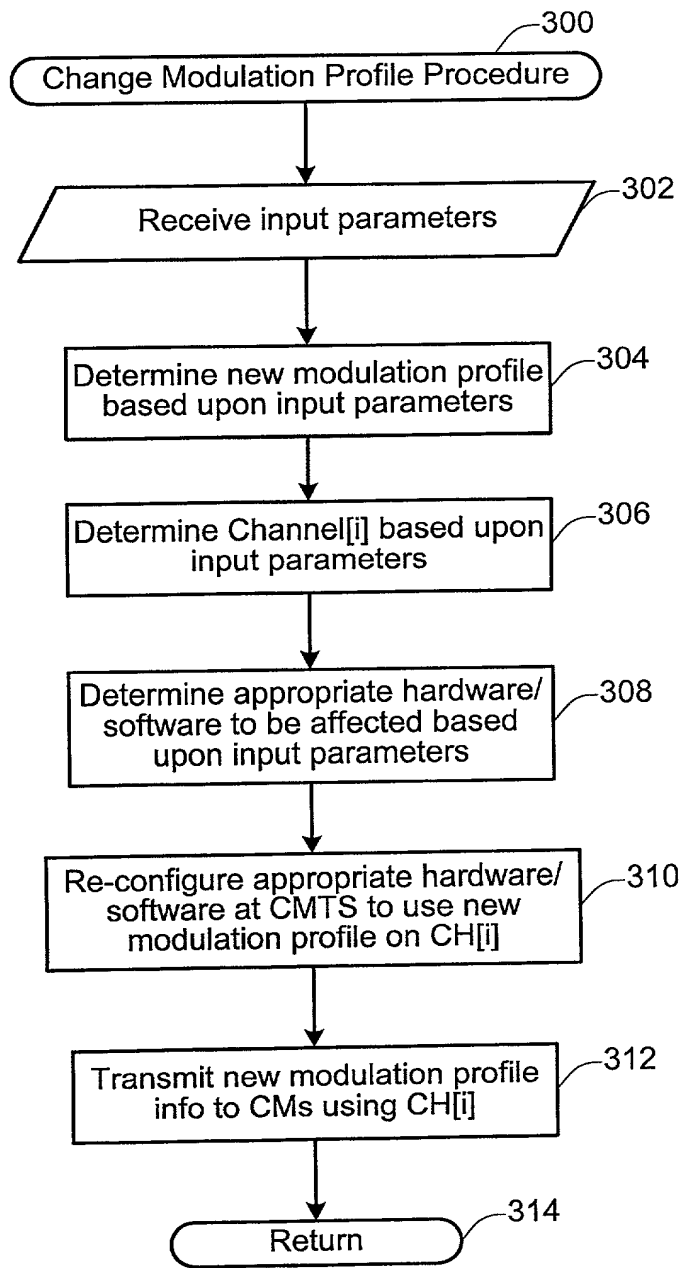 300
Change Modulation Profile Procedure
302
Receive input parameters
304
Determine new modulation profile
based upon input parameters
306
Determine Channel[i] based upon
input parameters
308
Determine appropriate hardware/
software to be affected based
upon input parameters
310
Re-configure appropriate hardware/
software at CMTS to use new
modulation profile on CH[i]
312
Transmit new modulation profile
info to CMs using CH[i]
314
Return